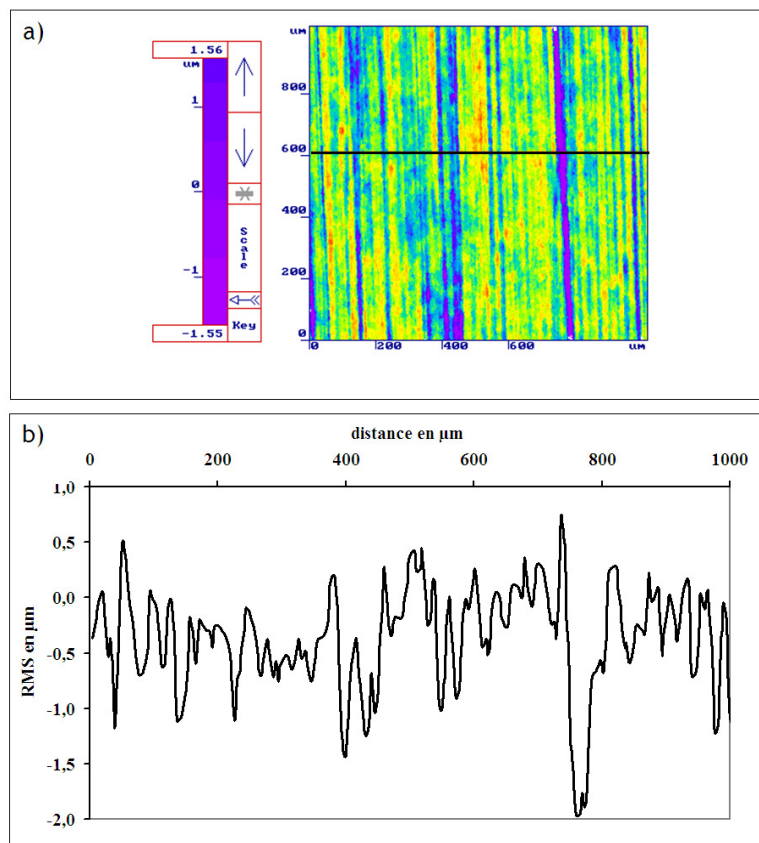 a)
1.56
um
1
0
-1
-1.55
Scale
Key
um
800
600
400
200
0
0 200 400 600 um
b)
distance en µm
0 200 400 600 800 1000
1,0
0,5
0,0
-0,5
-1,0
-1,5
-2,0
RMS en µm